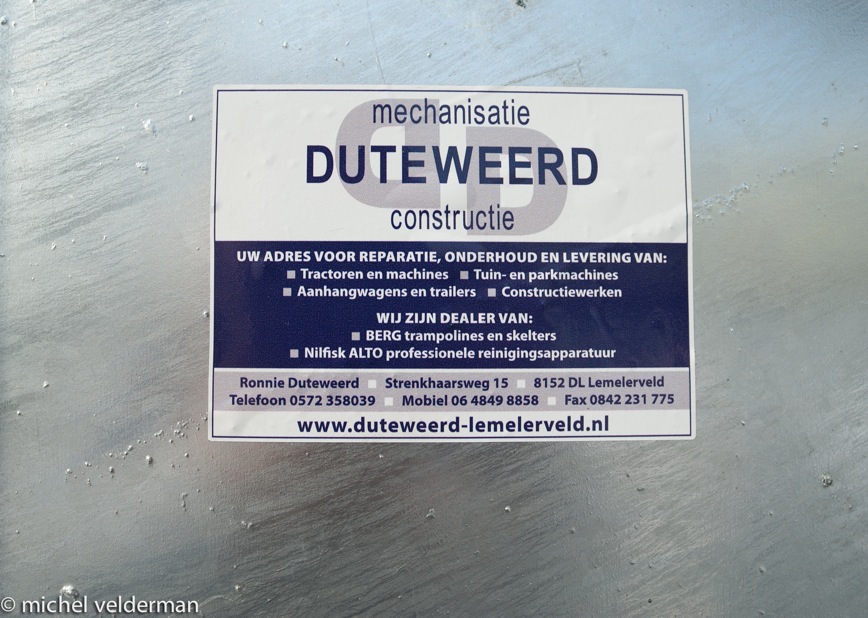 mechanisatie
DUTEWEERD
constructie
UW ADRES VOOR REPARATIE, ONDERHOUD EN LEVERING VAN:
■ Tractoren en machines ■ Tuin- en parkmachines
■ Aanhangwagens en trailers ■ Constructiewerken
WIJ ZIJN DEALER VAN:
■ BERG trampolines en skelters
■ Nilfisk ALTO professionele reinigingsapparatuur
Ronnie Duteweerd ■ Strenkhaarsweg 15 ■ 8152 DL Lemelerveld
Telefoon 0572 358039 ■ Mobiel 06 4849 8858 ■ Fax 0842 231 775
www.duteweerd-lemelerveld.nl
© michel velderman